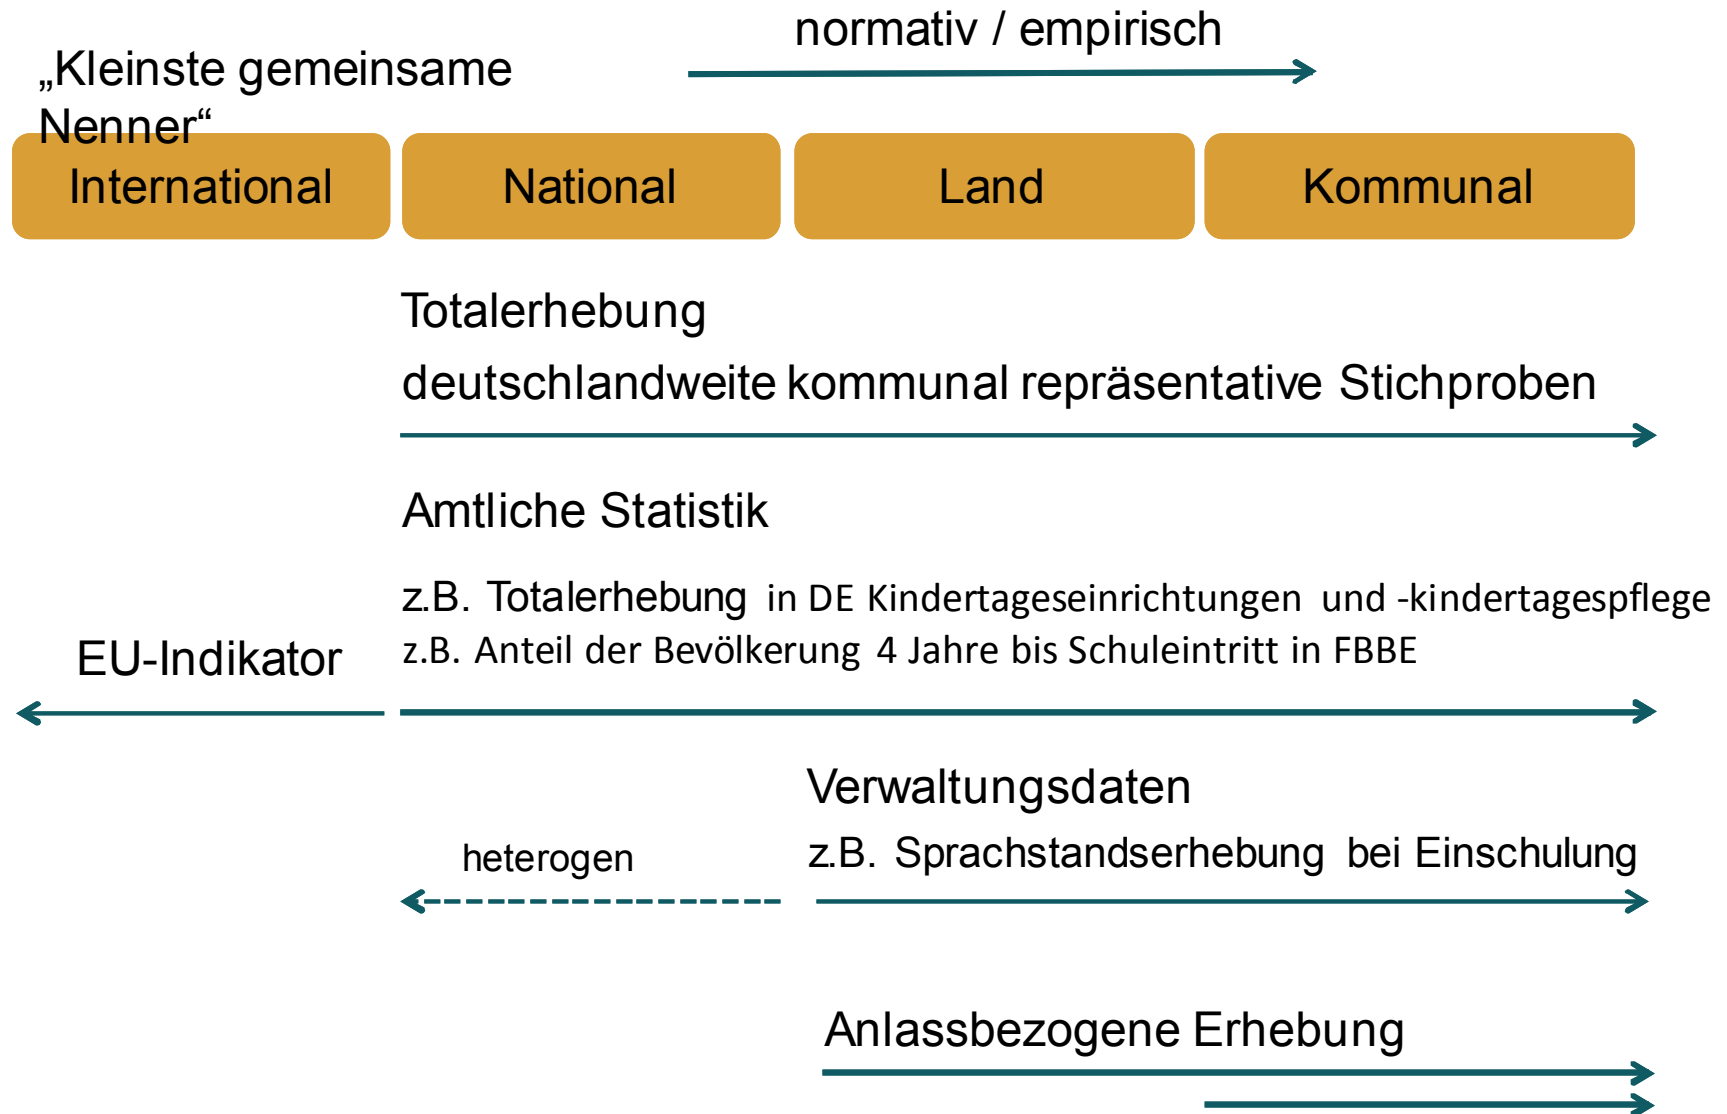 normativ / empirisch
„Kleinste gemeinsame
Nenner“
International
National
Land
Kommunal
Totalerhebung
deutschlandweite kommunal repräsentative Stichproben
Amtliche Statistik
z.B. Totalerhebung in DE Kindertageseinrichtungen und -kindertagespflege
EU-Indikator
z.B. Anteil der Bevölkerung 4 Jahre bis Schuleintritt in FBBE
Verwaltungsdaten
heterogen
z.B. Sprachstandserhebung bei Einschulung
Anlassbezogene Erhebung